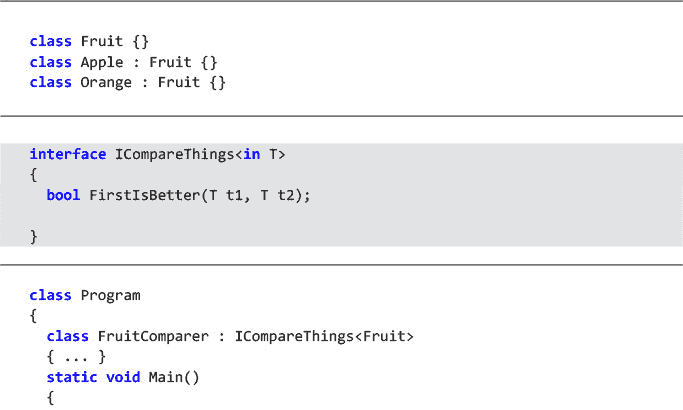 class Fruit {}
class Apple : Fruit {}
class Orange : Fruit {}
interface ICompareThings<in T>
{
bool FirstIsBetter(T t1, T t2);
}
class Program
{
class FruitComparer : ICompareThings<Fruit>
{ ... }
static void Main()
{